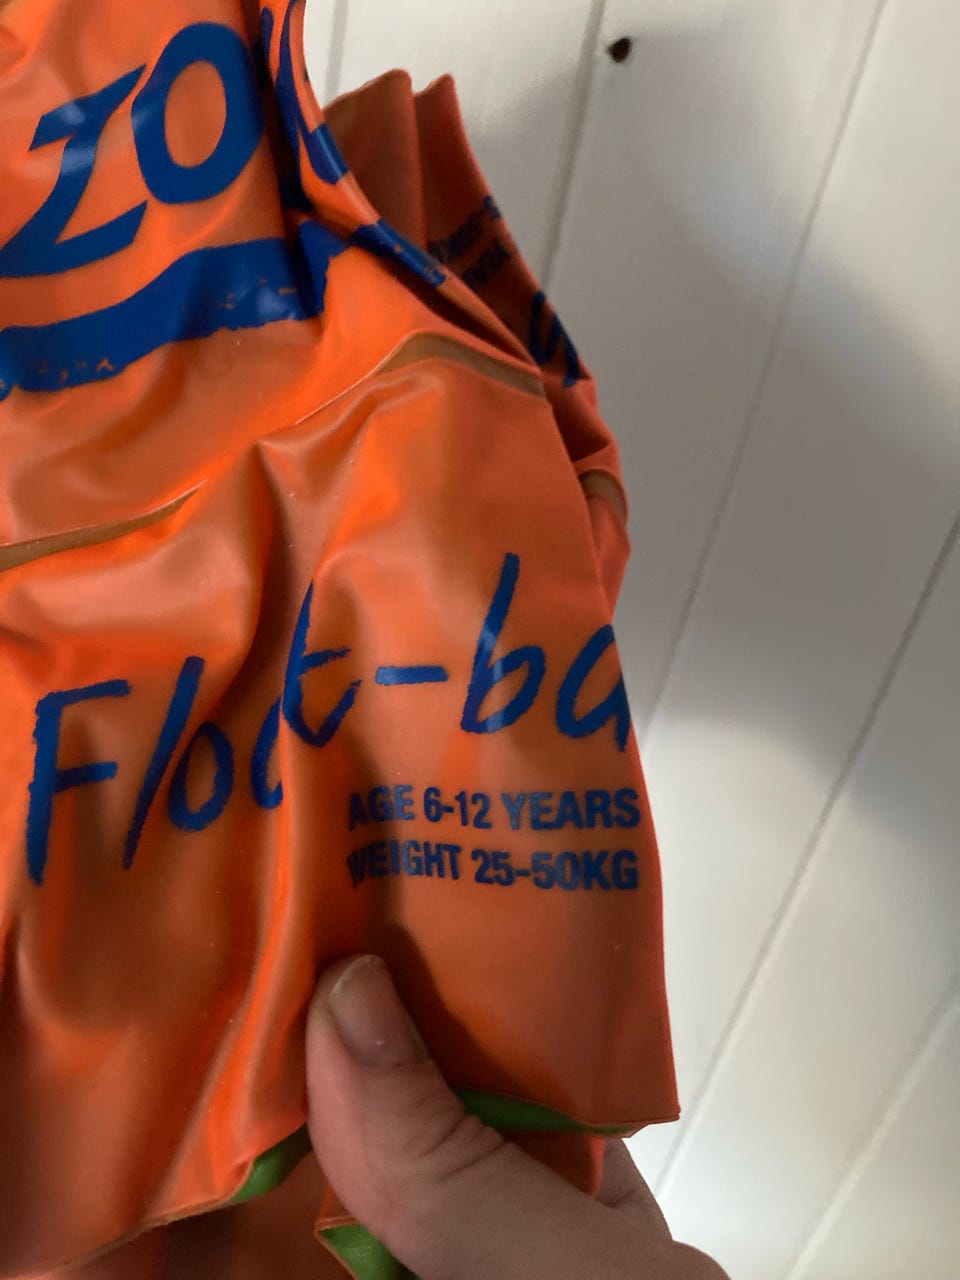 ZO
Float-ba
AGE 6-12 YEARS
WEIGHT 25-50KG